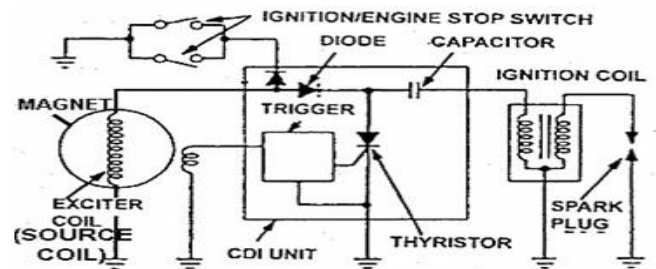 IGNITION/ENGINE STOP SWITCH
DIODE
CAPACITOR
IGNITION COIL
MAGNET
TRIGGER
EXCITER
COIL
(SOURCE
COIL)
CDI UNIT
THYRISTOR
SPARK
PLUG